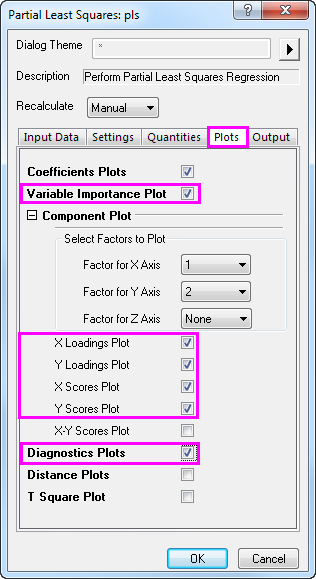 Partial Least Squares: pls
Dialog Theme *
Description Perform Partial Least Squares Regression
Recalculate Manual
Input Data Settings Quantities Plots Output
Coefficients Plots
Variable Importance Plot
Component Plot
Select Factors to Plot
Factor for X Axis 1
Factor for Y Axis 2
Factor for Z Axis None
X Loadings Plot
Y Loadings Plot
X Scores Plot
Y Scores Plot
X-Y Scores Plot
Diagnostics Plots
Distance Plots
T Square Plot
OK Cancel